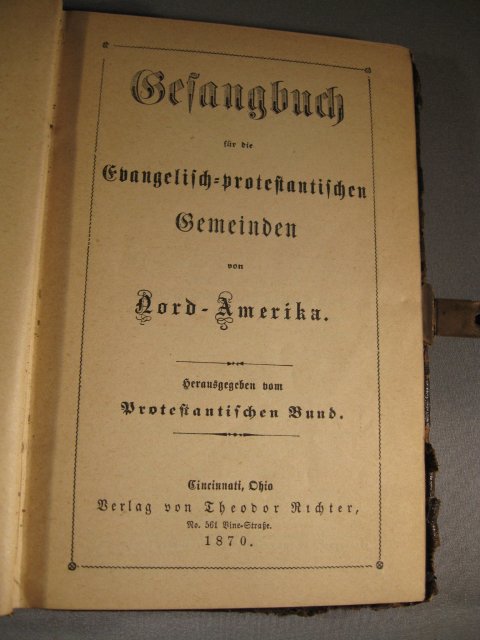 Gesangbuch
für die
Evangelisch-protestantischen
Gemeinden
von
Nord-Amerika.
Herausgegeben vom
Protestantischen Bund.
Cincinnati, Ohio
Verlag von Theodor Richter,
No. 561 Vine-Straße.
1870.